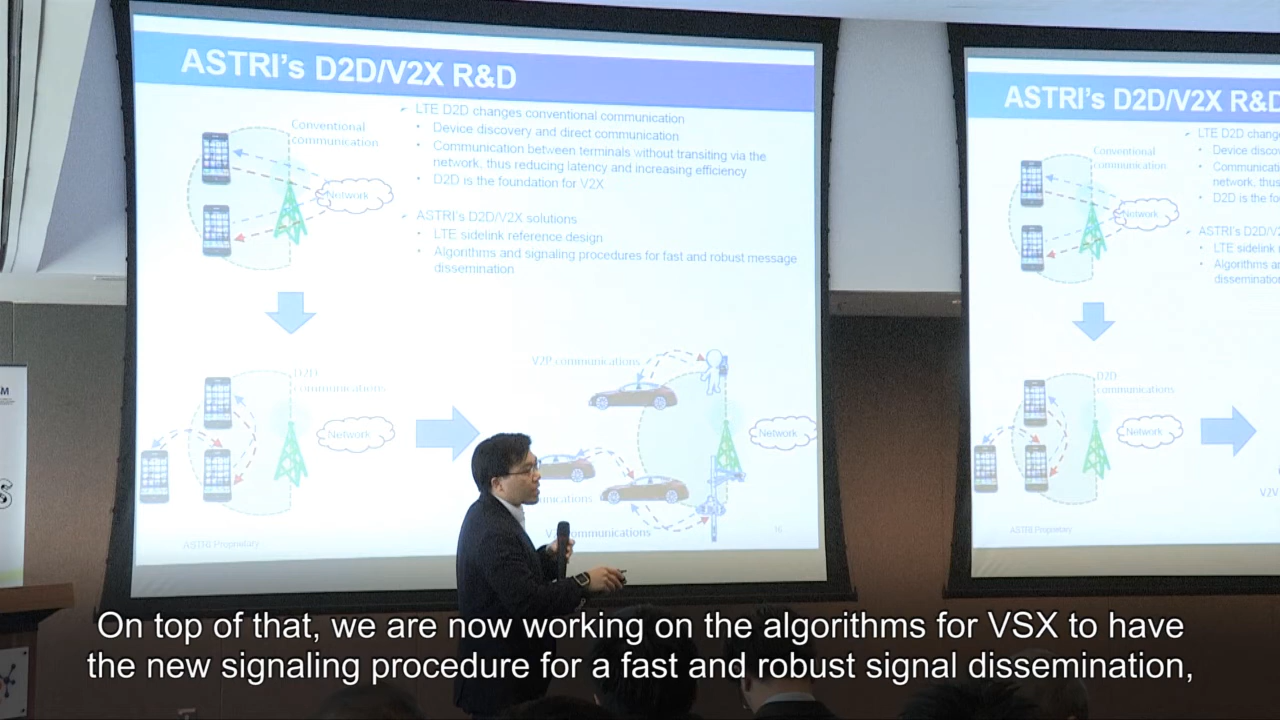 ASTRI's D2D/V2X R&D
LTE D2D changes conventional communication
Device discovery and direct communication
Communication between terminals without transiting via the
network, thus reducing latency and increasing efficiency
D2D is the foundation for V2X
ASTRI's D2D/V2X solutions
LTE sidelink reference design
Algorithms and signaling procedures for fast and robust message
dissemination
Conventional
communication
Network
D2D
communications
Network
V2P communications
Network
ommunications
16
ASTRI Proprietary
ASTRI's D2D/V2X R&D
LTE D2D chang
Device discov
Communicati
network, thus
D2D is the fo
ASTRI's D2D/V2
LTE sidelink
Algorithms a
dissemination
Conventional
communication
Network
D2D
communications
Network
V2V
ASTRI Proprietary
On top of that, we are now working on the algorithms for VSX to have
the new signaling procedure for a fast and robust signal dissemination,